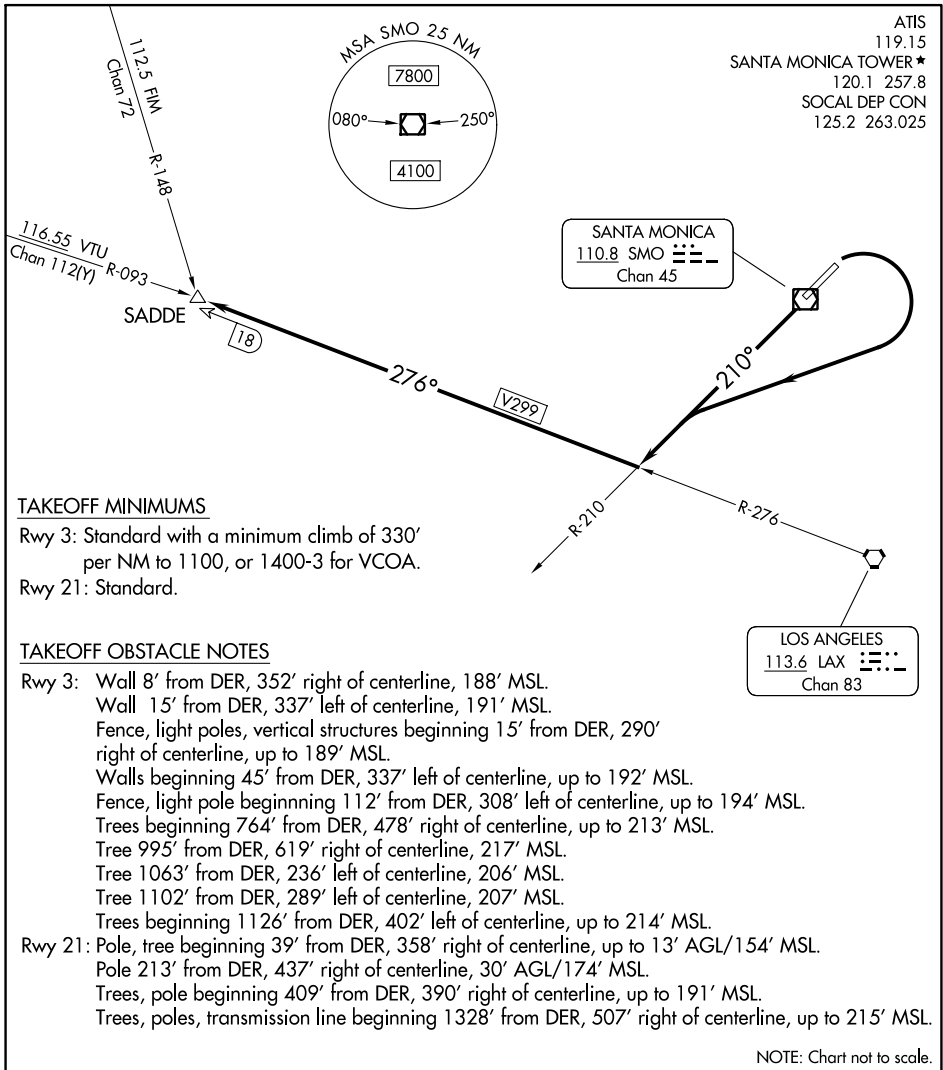 ATIS
119.15
SANTA MONICA TOWER★
120.1 257.8
SOCAL DEP CON
125.2 263.025
MSA SMO 25 NM
7800
080°
250°
4100
112.5 FIM
Chan 72
R-148
116.55 VTU
Chan 112(Y)
R-093
SADDE
18
276°
V299
SANTA MONICA
110.8 SMO
Chan 45
210°
R-210
R-276
LOS ANGELES
113.6 LAX
Chan 83
TAKEOFF MINIMUMS
Rwy 3: Standard with a minimum climb of 330'
per NM to 1100, or 1400-3 for VCOA.
Rwy 21: Standard.
TAKEOFF OBSTACLE NOTES
Rwy 3: Wall 8' from DER, 352' right of centerline, 188' MSL.
Wall 15' from DER, 337' left of centerline, 191' MSL.
Fence, light poles, vertical structures beginning 15' from DER, 290'
right of centerline, up to 189' MSL.
Walls beginning 45' from DER, 337' left of centerline, up to 192' MSL.
Fence, light pole beginnning 112' from DER, 308' left of centerline, up to 194' MSL.
Trees beginning 764' from DER, 478' right of centerline, up to 213' MSL.
Tree 995' from DER, 619' right of centerline, 217' MSL.
Tree 1063' from DER, 236' left of centerline, 206' MSL.
Tree 1102' from DER, 289' left of centerline, 207' MSL.
Trees beginning 1126' from DER, 402' left of centerline, up to 214' MSL.
Rwy 21: Pole, tree beginning 39' from DER, 358' right of centerline, up to 13' AGL/154' MSL.
Pole 213' from DER, 437' right of centerline, 30' AGL/174' MSL.
Trees, pole beginning 409' from DER, 390' right of centerline, up to 191' MSL.
Trees, poles, transmission line beginning 1328' from DER, 507' right of centerline, up to 215' MSL.
NOTE: Chart not to scale.